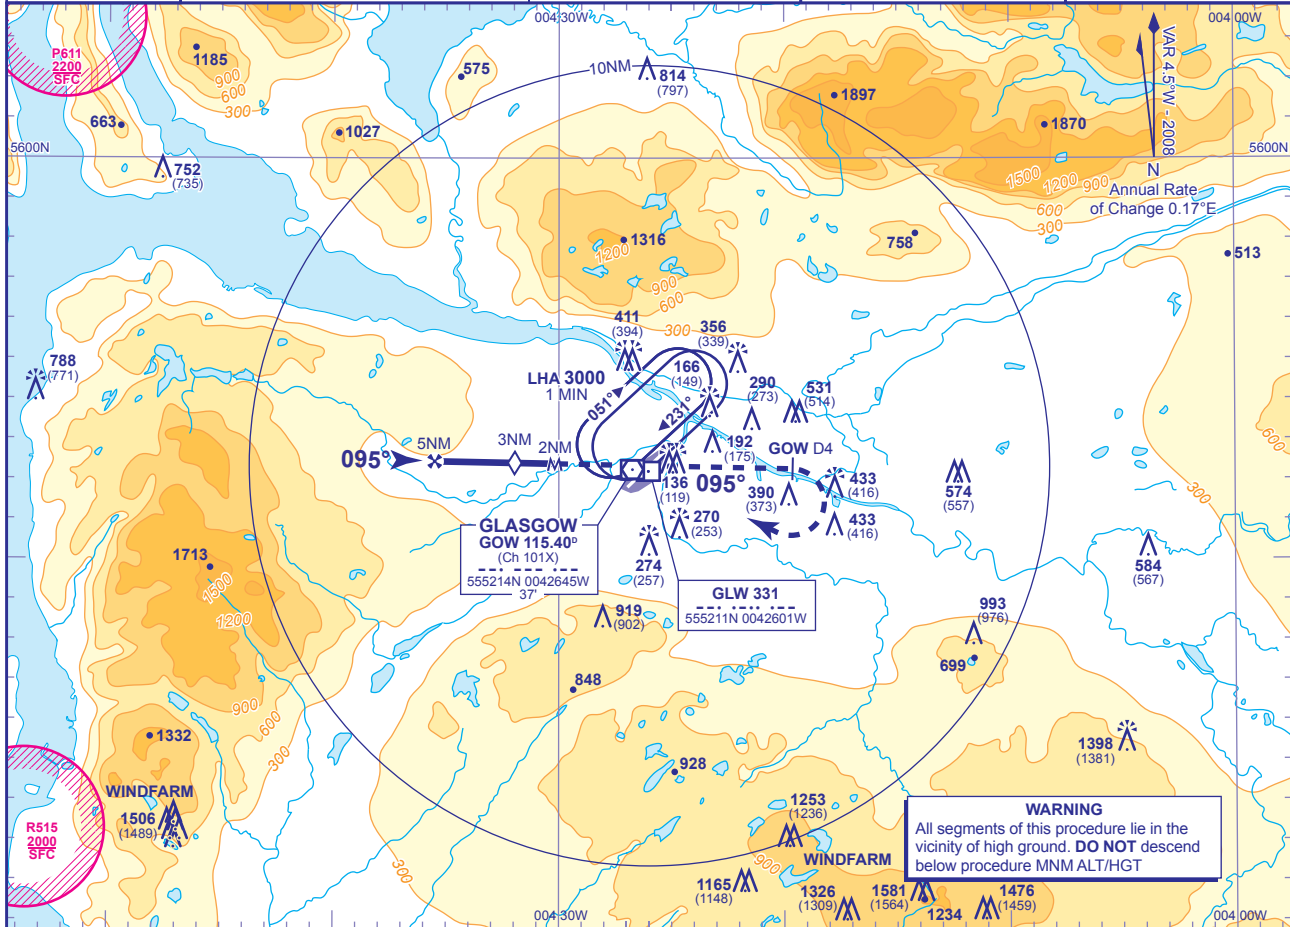 004 30W
004 00W
P611
2200
SFC
1185
900
600
300
575
10NM
814
(797)
1897
1870
VAR 4.5°W - 2008
663
1027
5600N
5600N
752
(735)
1500
1200
900
N
Annual Rate
of Change 0.17°E
600
300
1316
1200
758
513
900
600
300
411
(394)
356
(339)
788
(771)
LHA 3000
1 MIN
166
(149)
290
(273)
531
(514)
051°
231°
600
5NM
3NM
2NM
192
(175)
GOW D4
095°
136
(119)
095°
390
(373)
433
(416)
574
(557)
300
GLASGOW
GOW 115.40D
(Ch 101X)
555214N 0042645W
37'
270
(253)
433
(416)
274
(257)
584
(567)
1713
1500
1200
GLW 331
555211N 0042601W
919
(902)
993
(976)
699
848
900
600
300
1332
1398
(1381)
928
WINDFARM
1506
(1489)
1253
(1236)
R515
2000
SFC
WARNING
All segments of this procedure lie in the
vicinity of high ground. DO NOT descend
below procedure MNM ALT/HGT
300
900
WINDFARM
1165
(1148)
1326
(1309)
1581
(1564)
1234
1476
(1459)
004 30W
004 00W